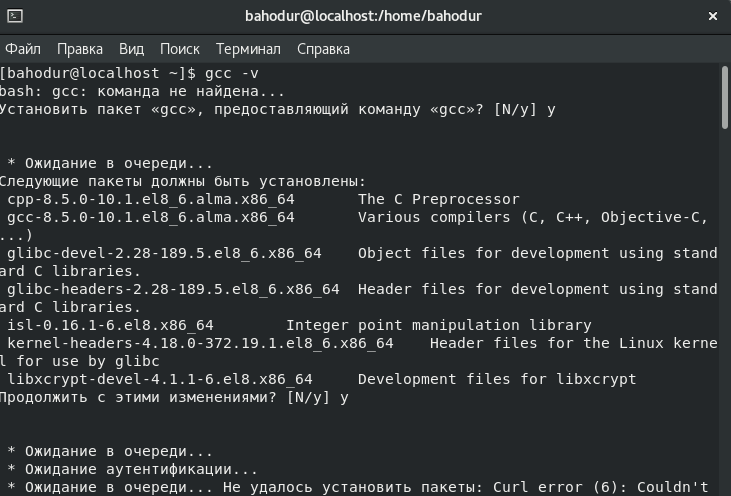 bahodur@localhost:/home/bahodur
Файл Правка Вид Поиск Терминал Справка
[bahodur@localhost ~]$ gcc -v
bash: gcc: команда не найдена...
Установить пакет «gcc», предоставляющий команду «gcc»? [N/y] y
* Ожидание в очереди...
Следующие пакеты должны быть установлены:
cpp-8.5.0-10.1.el8_6.alma.x86_64 The C Preprocessor
gcc-8.5.0-10.1.el8_6.alma.x86_64 Various compilers (C, C++, Objective-C,
...)
glibc-devel-2.28-189.5.el8_6.x86_64 Object files for development using stand
ard C libraries.
glibc-headers-2.28-189.5.el8_6.x86_64 Header files for development using stand
ard C libraries.
isl-0.16.1-6.el8.x86_64 Integer point manipulation library
kernel-headers-4.18.0-372.19.1.el8_6.x86_64 Header files for the Linux kerne
l for use by glibc
libxcrypt-devel-4.1.1-6.el8.x86_64 Development files for libxcrypt
Продолжить с этими изменениями? [N/y] y
* Ожидание в очереди...
* Ожидание аутентификации...
* Ожидание в очереди... Не удалось установить пакеты: Curl error (6): Couldn't